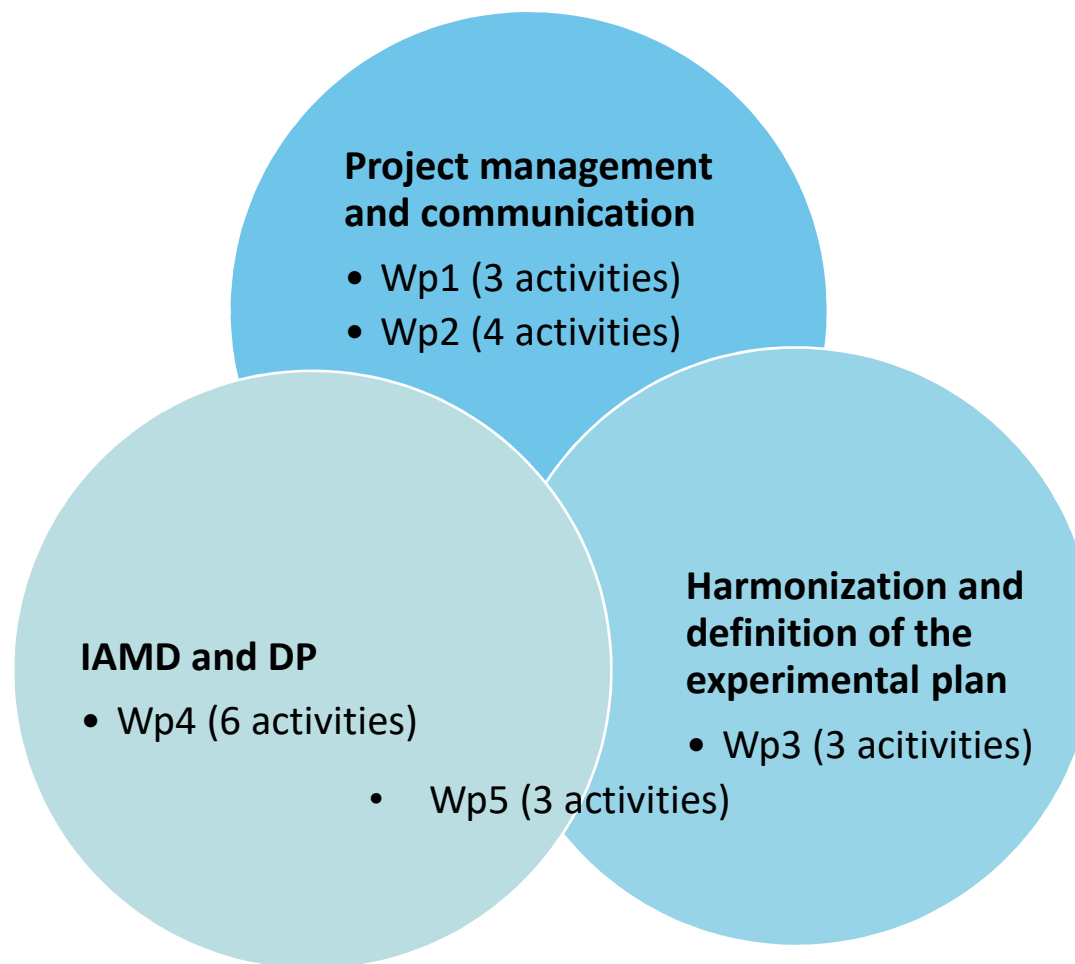 Project management
and communication
• Wp1 (3 activities)
• Wp2 (4 activities)
Harmonization and
definition of the
experimental plan
• Wp3 (3 acitivities)
IAMD and DP
• Wp4 (6 activities)
• Wp5 (3 activities)